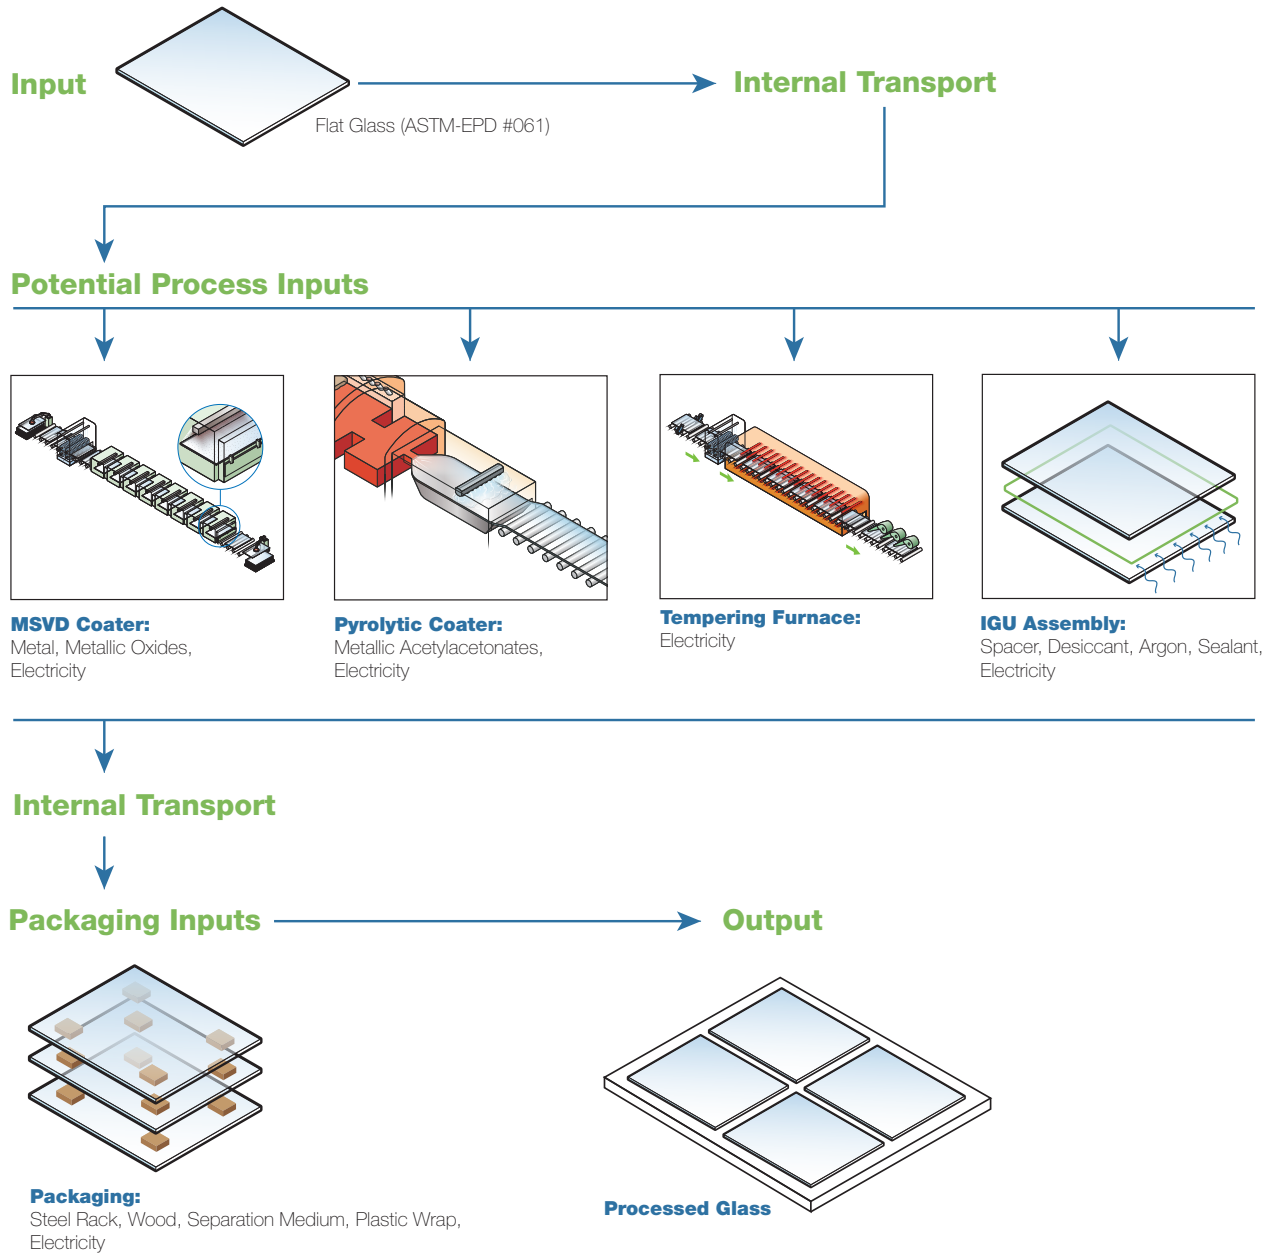 Input
Internal Transport
Flat Glass (ASTM-EPD #061)
Potential Process Inputs
MSVD Coater:
Metal, Metallic Oxides,
Electricity
Pyrolytic Coater:
Metallic Acetylacetonates,
Electricity
Tempering Furnace:
Electricity
IGU Assembly:
Spacer, Desiccant, Argon, Sealant,
Electricity
Internal Transport
Packaging Inputs
Output
Packaging:
Steel Rack, Wood, Separation Medium, Plastic Wrap,
Electricity
Processed Glass